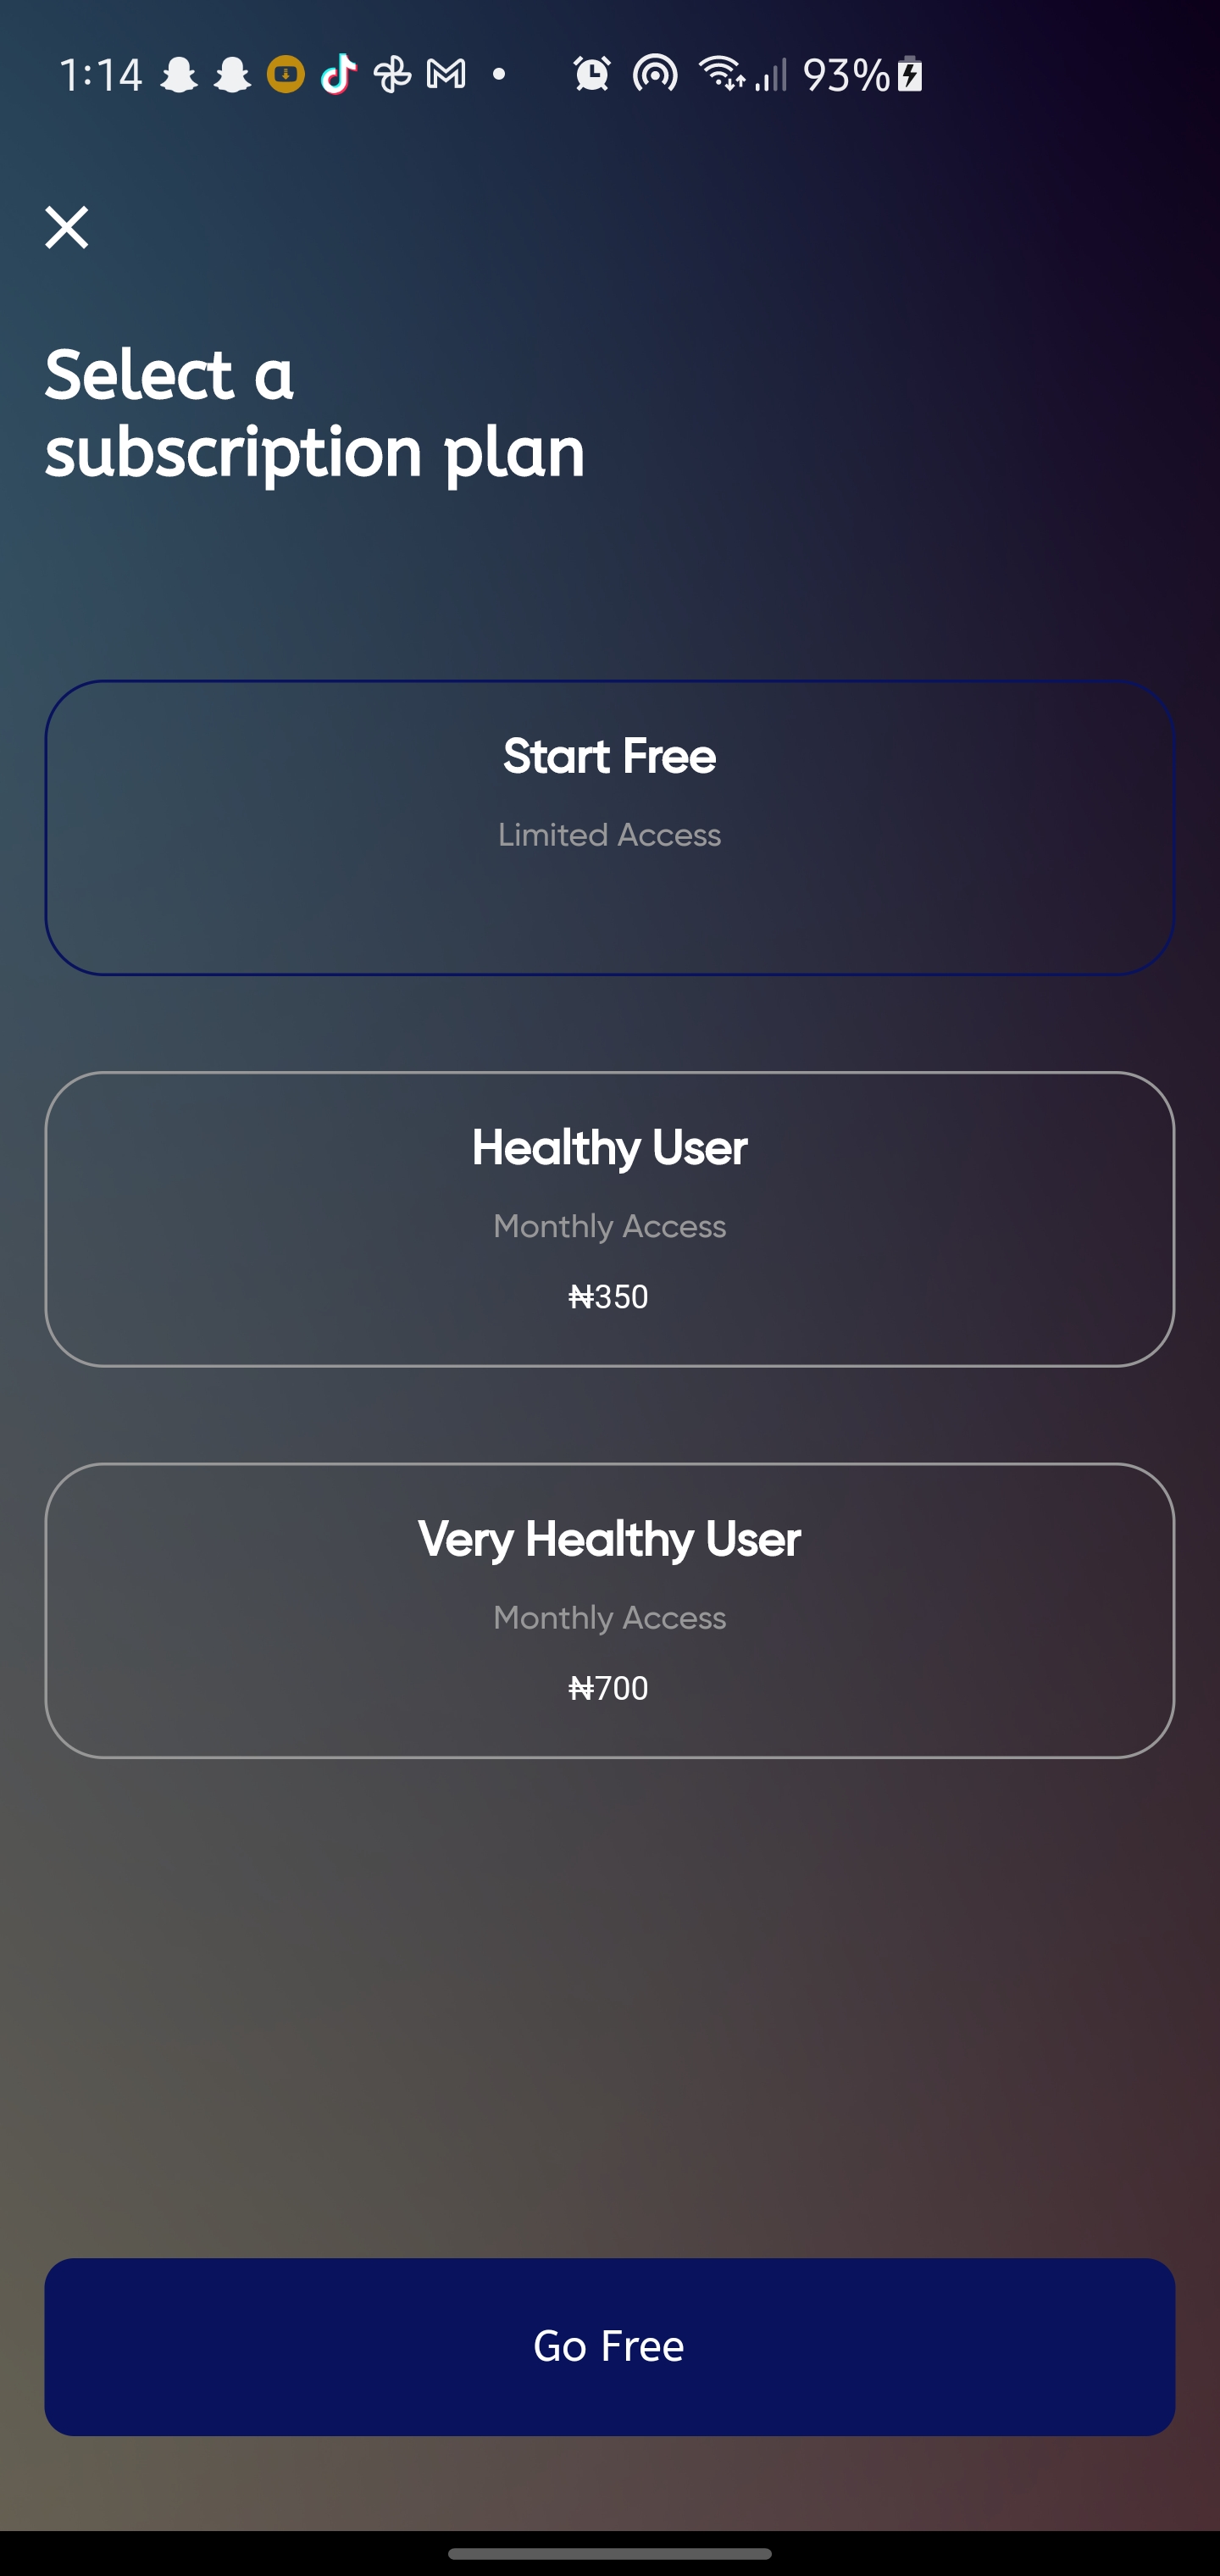 1:14 93%
Select a
subscription plan
Start Free
Limited Access
Healthy User
Monthly Access
₦350
Very Healthy User
Monthly Access
₦700
Go Free